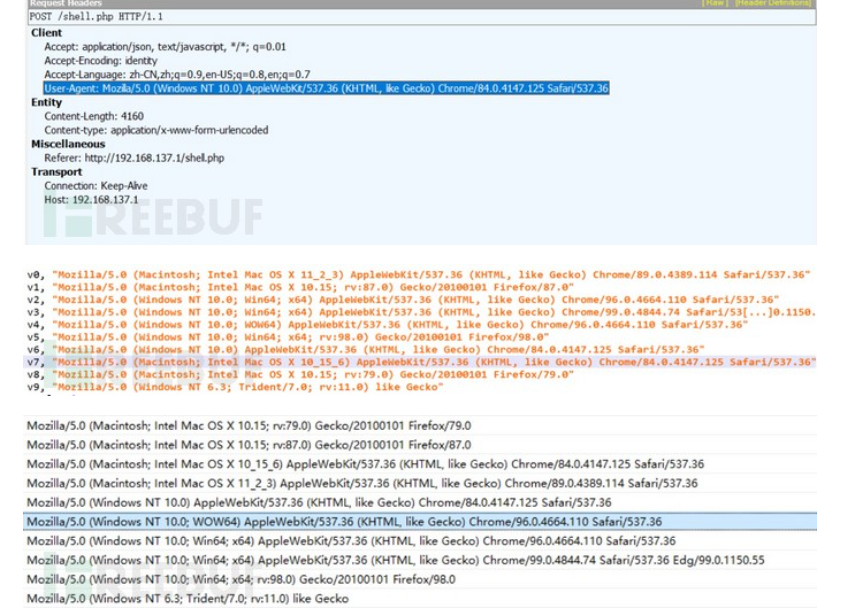 Request Headers [Raw] [Header Definitions]
POST /shell.php HTTP/1.1
Client
Accept: application/json, text/javascript, */*; q=0.01
Accept-Encoding: identity
Accept-Language: zh-CN,zh;q=0.9,en-US;q=0.8,en;q=0.7
User-Agent: Mozilla/5.0 (Windows NT 10.0) AppleWebKit/537.36 (KHTML, like Gecko) Chrome/84.0.4147.125 Safari/537.36
Entity
Content-Length: 4160
Content-type: application/x-www-form-urlencoded
Miscellaneous
Referer: http://192.168.137.1/shell.php
Transport
Connection: Keep-Alive
Host: 192.168.137.1
REEBUF
v0, "Mozilla/5.0 (Macintosh; Intel Mac OS X 11_2_3) AppleWebKit/537.36 (KHTML, like Gecko) Chrome/89.0.4389.114 Safari/537.36"
v1, "Mozilla/5.0 (Macintosh; Intel Mac OS X 10.15; rv:87.0) Gecko/20100101 Firefox/87.0"
v2, "Mozilla/5.0 (Windows NT 10.0; Win64; x64) AppleWebKit/537.36 (KHTML, like Gecko) Chrome/96.0.4664.110 Safari/537.36"
v3, "Mozilla/5.0 (Windows NT 10.0; Win64; x64) AppleWebKit/537.36 (KHTML, like Gecko) Chrome/99.0.4844.74 Safari/53[...]0.1150.
v4, "Mozilla/5.0 (Windows NT 10.0; WOW64) AppleWebKit/537.36 (KHTML, like Gecko) Chrome/96.0.4664.110 Safari/537.36"
v5, "Mozilla/5.0 (Windows NT 10.0; Win64; x64; rv:98.0) Gecko/20100101 Firefox/98.0"
v6, "Mozilla/5.0 (Windows NT 10.0) AppleWebKit/537.36 (KHTML, like Gecko) Chrome/84.0.4147.125 Safari/537.36"
v7, "Mozilla/5.0 (Macintosh; Intel Mac OS X 10_15_6) AppleWebKit/537.36 (KHTML, like Gecko) Chrome/84.0.4147.125 Safari/537.36"
v8, "Mozilla/5.0 (Macintosh; Intel Mac OS X 10.15; rv:79.0) Gecko/20100101 Firefox/79.0"
v9, "Mozilla/5.0 (Windows NT 6.3; Trident/7.0; rv:11.0) like Gecko"
Mozilla/5.0 (Macintosh; Intel Mac OS X 10.15; rv:79.0) Gecko/20100101 Firefox/79.0
Mozilla/5.0 (Macintosh; Intel Mac OS X 10.15; rv:87.0) Gecko/20100101 Firefox/87.0
Mozilla/5.0 (Macintosh; Intel Mac OS X 10_15_6) AppleWebKit/537.36 (KHTML, like Gecko) Chrome/84.0.4147.125 Safari/537.36
Mozilla/5.0 (Macintosh; Intel Mac OS X 11_2_3) AppleWebKit/537.36 (KHTML, like Gecko) Chrome/89.0.4389.114 Safari/537.36
Mozilla/5.0 (Windows NT 10.0) AppleWebKit/537.36 (KHTML, like Gecko) Chrome/84.0.4147.125 Safari/537.36
Mozilla/5.0 (Windows NT 10.0; WOW64) AppleWebKit/537.36 (KHTML, like Gecko) Chrome/96.0.4664.110 Safari/537.36
Mozilla/5.0 (Windows NT 10.0; Win64; x64) AppleWebKit/537.36 (KHTML, like Gecko) Chrome/96.0.4664.110 Safari/537.36
Mozilla/5.0 (Windows NT 10.0; Win64; x64) AppleWebKit/537.36 (KHTML, like Gecko) Chrome/99.0.4844.74 Safari/537.36 Edg/99.0.1150.55
Mozilla/5.0 (Windows NT 10.0; Win64; x64; rv:98.0) Gecko/20100101 Firefox/98.0
Mozilla/5.0 (Windows NT 6.3; Trident/7.0; rv:11.0) like Gecko